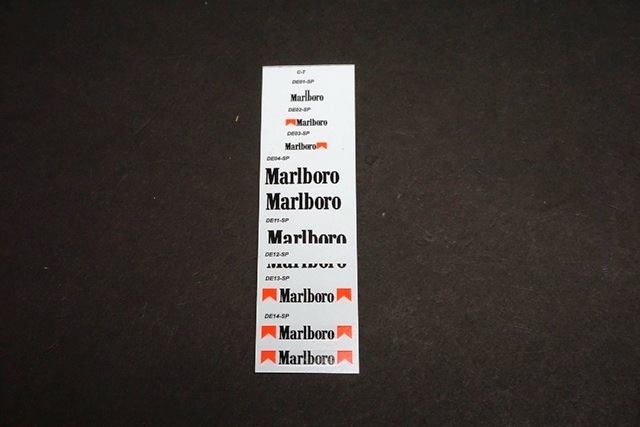 C-T
DE01-SP
Marlboro
DE02-SP
Marlboro
DE03-SP
Marlboro
DE04-SP
Marlboro
Marlboro
DE11-SP
Marlboro
DE12-SP
Marlboro
DE13-SP
Marlboro
DE14-SP
Marlboro
Marlboro